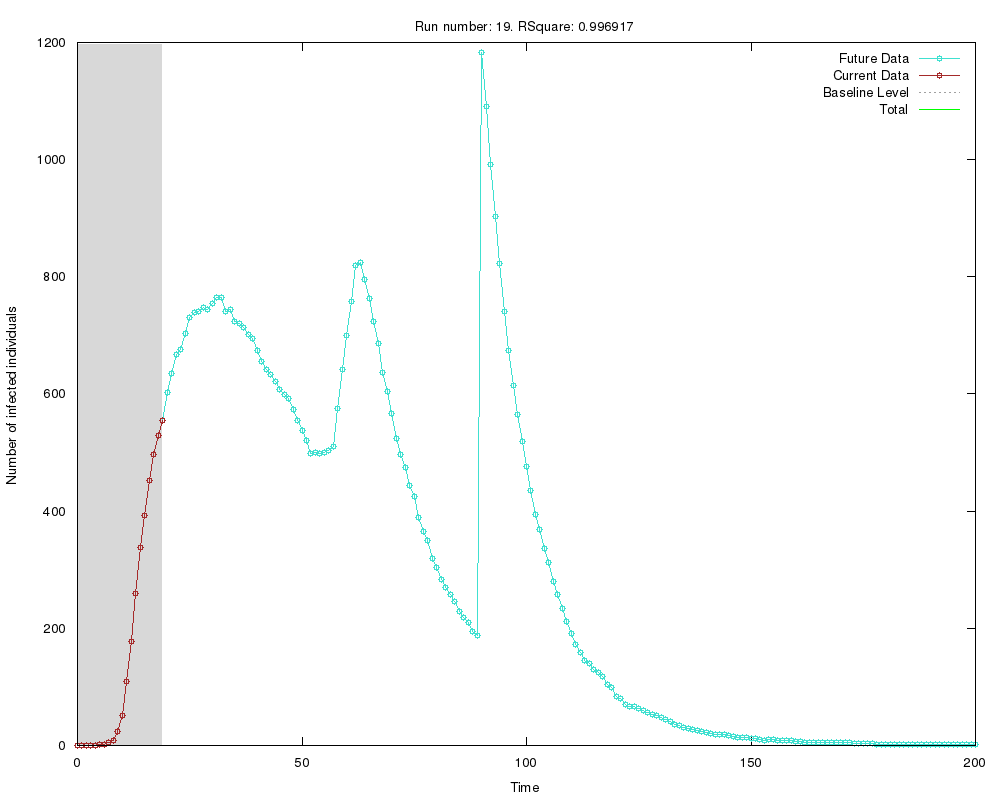 Run number: 19. RSquare: 0.996917
Future Data
Current Data
Baseline Level
Total
Number of infected individuals
1200
1000
800
600
400
200
0
0 50 100 150 200
Time